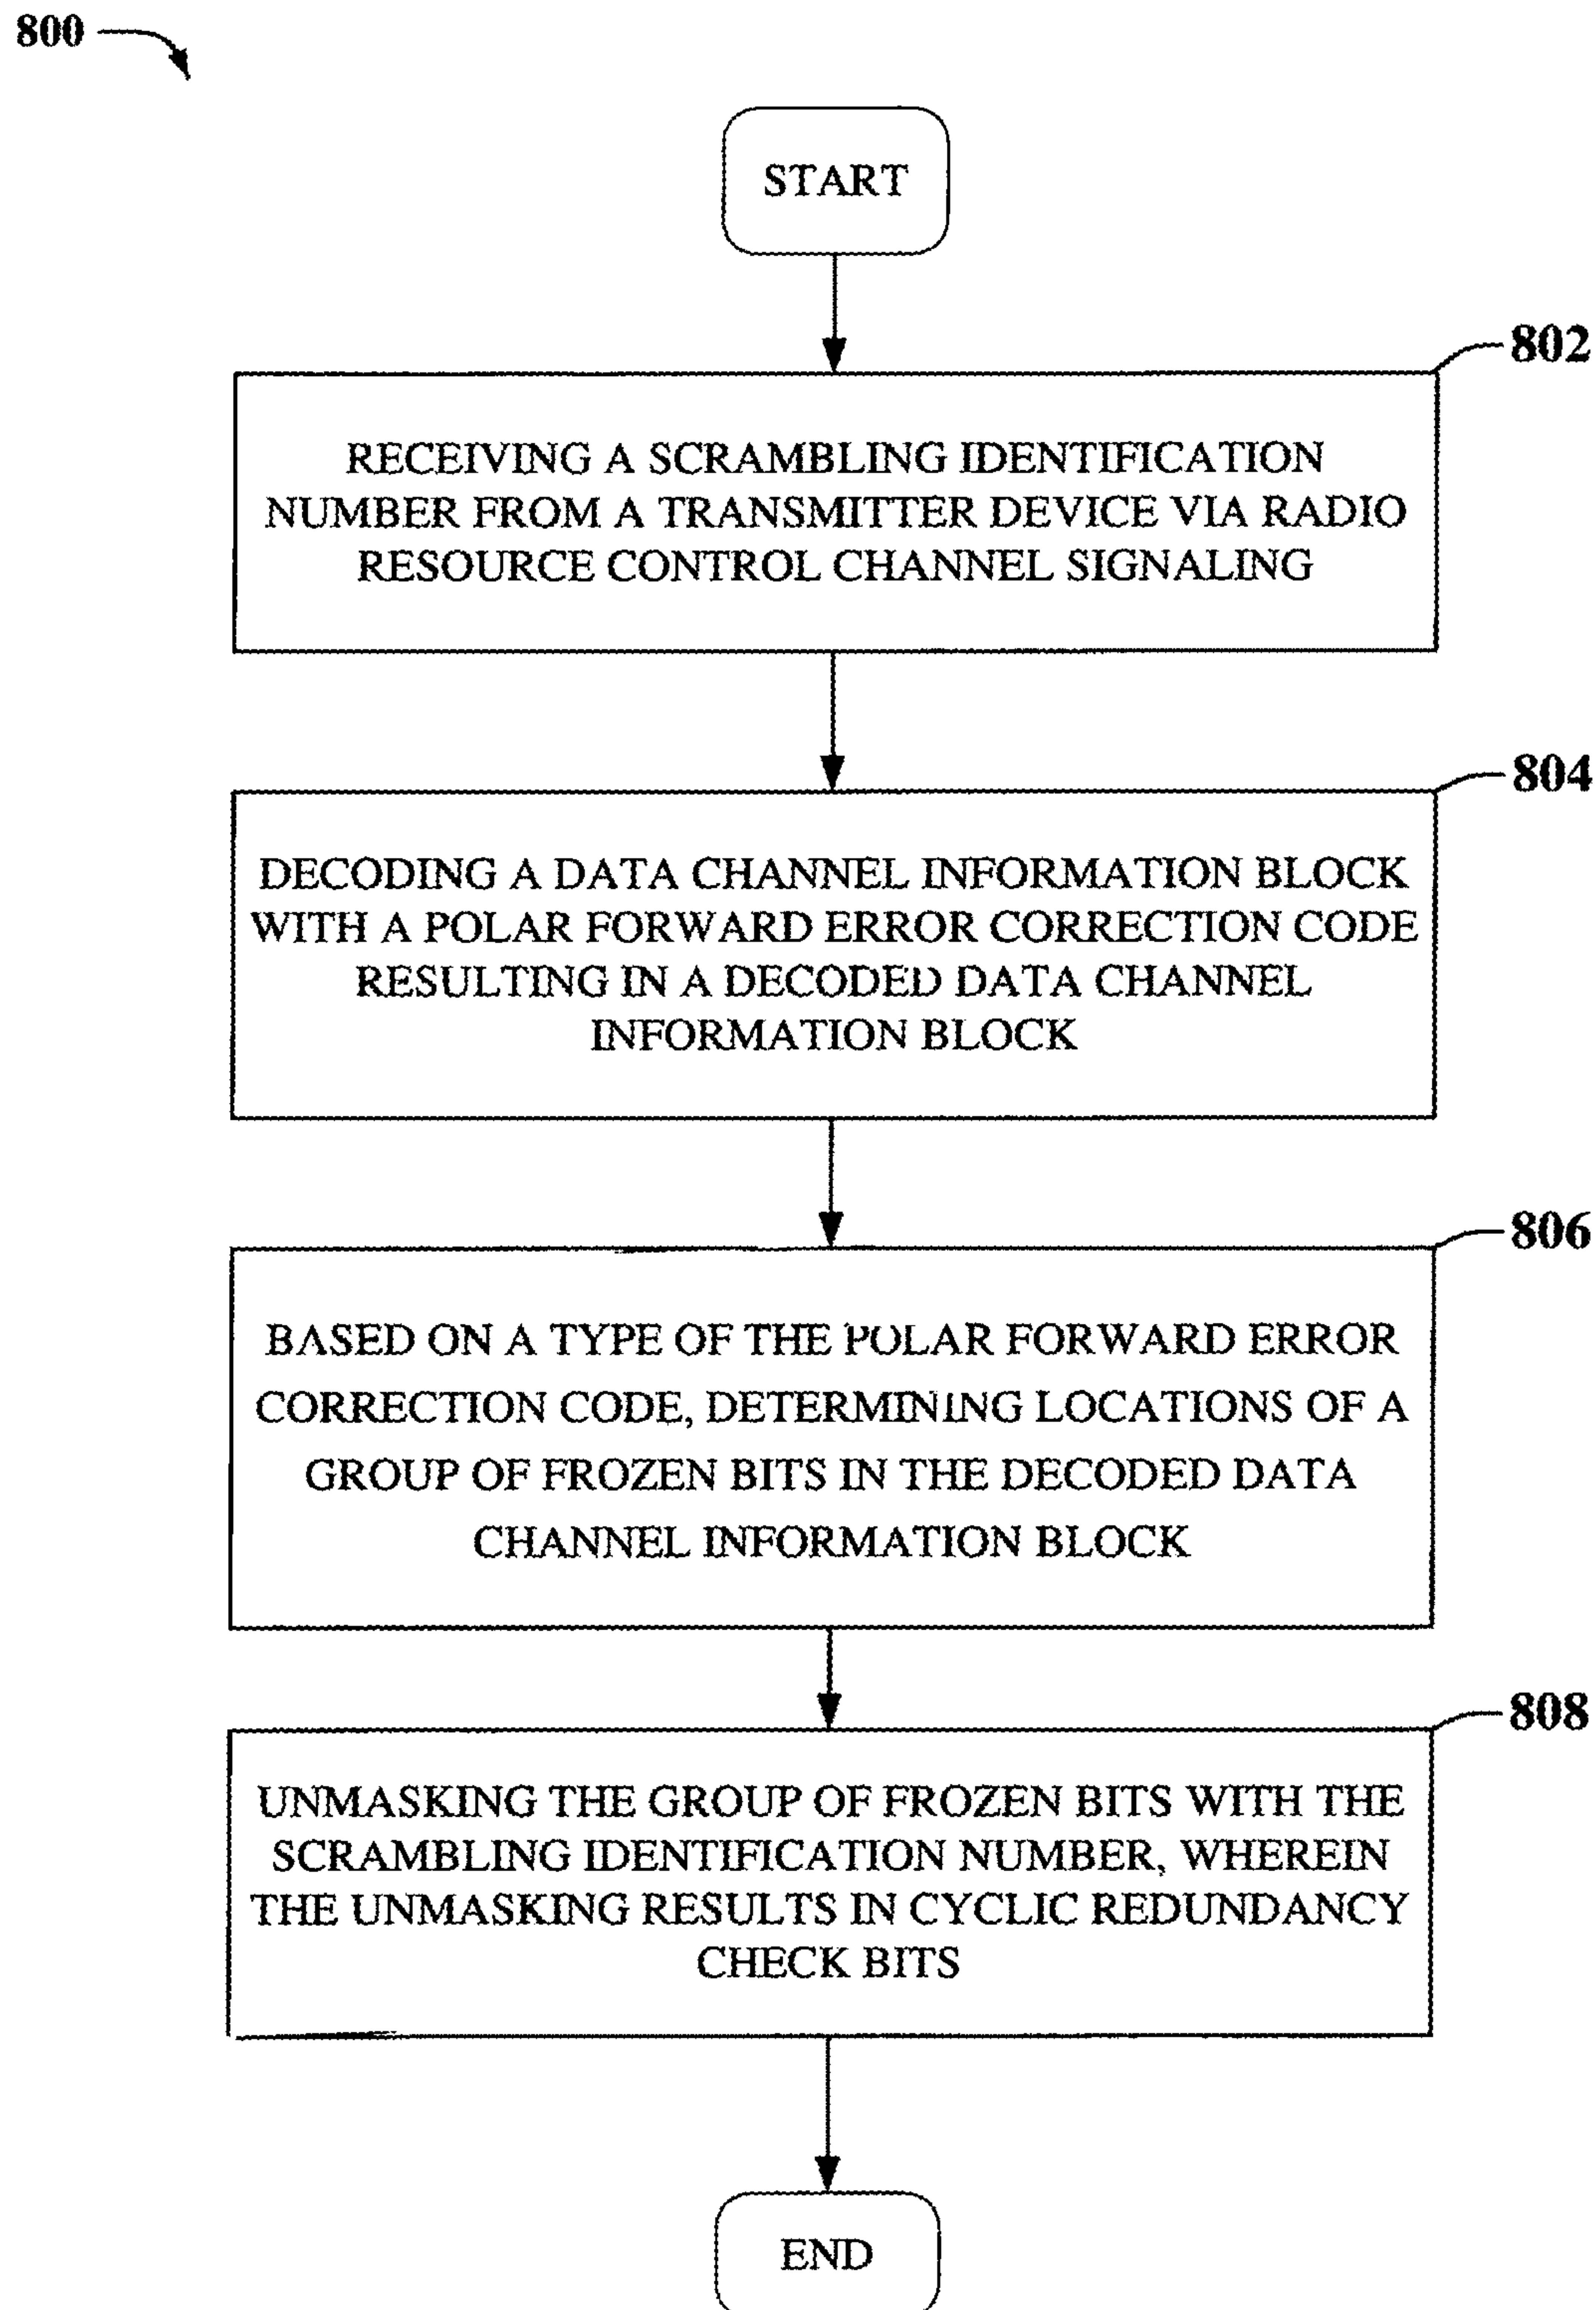 800
START
802
RECEIVING A SCRAMBLING IDENTIFICATION
NUMBER FROM A TRANSMITTER DEVICE VIA RADIO
RESOURCE CONTROL CHANNEL SIGNALING
804
DECODING A DATA CHANNEL INFORMATION BLOCK
WITH A POLAR FORWARD ERROR CORRECTION CODE
RESULTING IN A DECODED DATA CHANNEL
INFORMATION BLOCK
806
BASED ON A TYPE OF THE POLAR FORWARD ERROR
CORRECTION CODE, DETERMINING LOCATIONS OF A
GROUP OF FROZEN BITS IN THE DECODED DATA
CHANNEL INFORMATION BLOCK
808
UNMASKING THE GROUP OF FROZEN BITS WITH THE
SCRAMBLING IDENTIFICATION NUMBER, WHEREIN
THE UNMASKING RESULTS IN CYCLIC REDUNDANCY
CHECK BITS
END